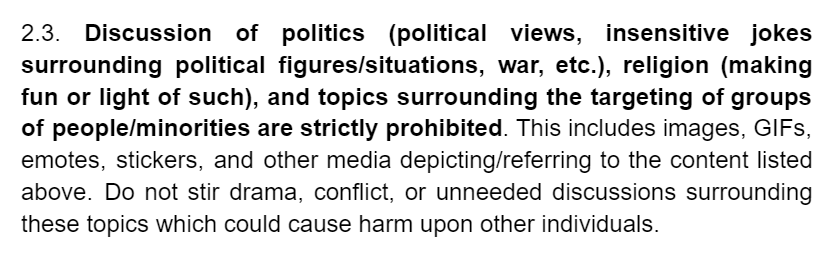 2.3. Discussion of politics (political views, insensitive jokes
surrounding political figures/situations, war, etc.), religion (making
fun or light of such), and topics surrounding the targeting of groups
of people/minorities are strictly prohibited. This includes images, GIFs,
emotes, stickers, and other media depicting/referring to the content listed
above. Do not stir drama, conflict, or unneeded discussions surrounding
these topics which could cause harm upon other individuals.